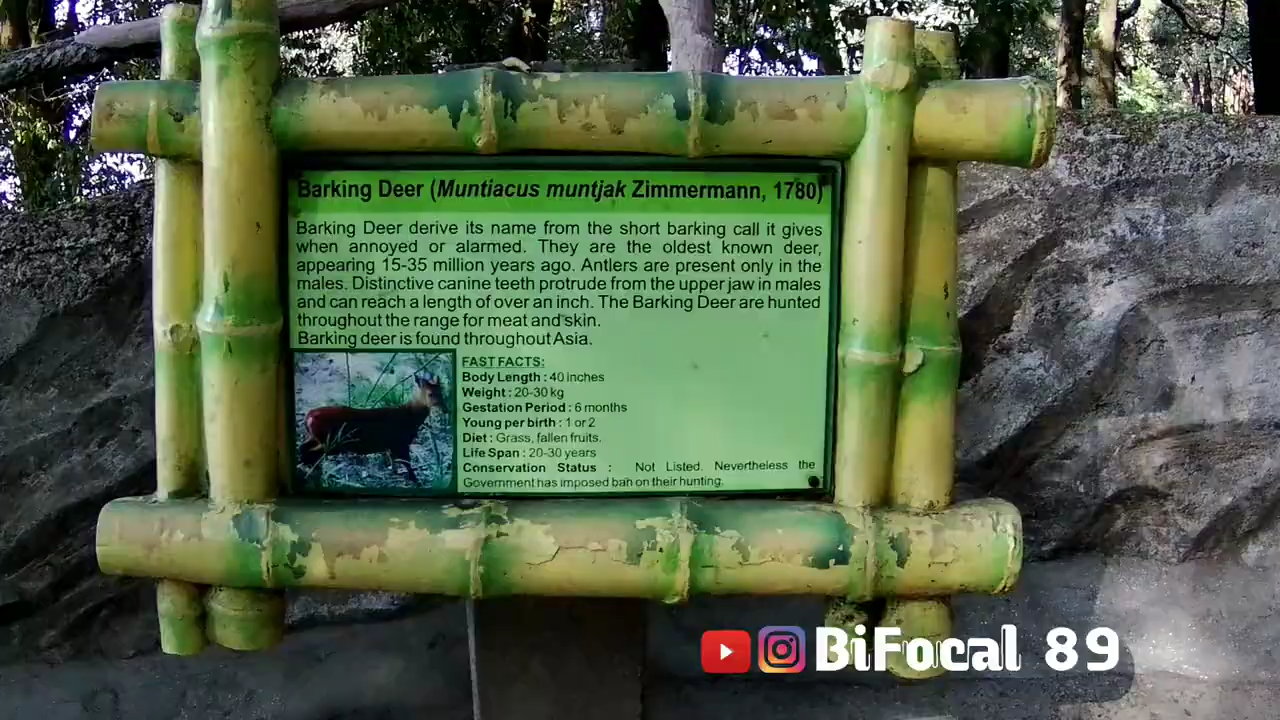 Barking Deer (Muntiacus muntjak Zimmermann, 1780)
Barking Deer derive its name from the short barking call it gives
when annoyed or alarmed. They are the oldest known deer,
appearing 15-35 million years ago. Antlers are present only in the
males. Distinctive canine teeth protrude from the upper jaw in males
and can reach a length of over an inch. The Barking Deer are hunted
throughout the range for meat and skin.
Barking deer is found throughout Asia.
FAST FACTS:
Body Length : 40 inches
Weight : 20-30 kg
Gestation Period : 6 months
Young per birth : 1 or 2
Diet : Grass, fallen fruits.
Life Span : 20-30 years
Conservation Status : Not Listed. Nevertheless the
Government has imposed ban on their hunting.
BiFocal 89